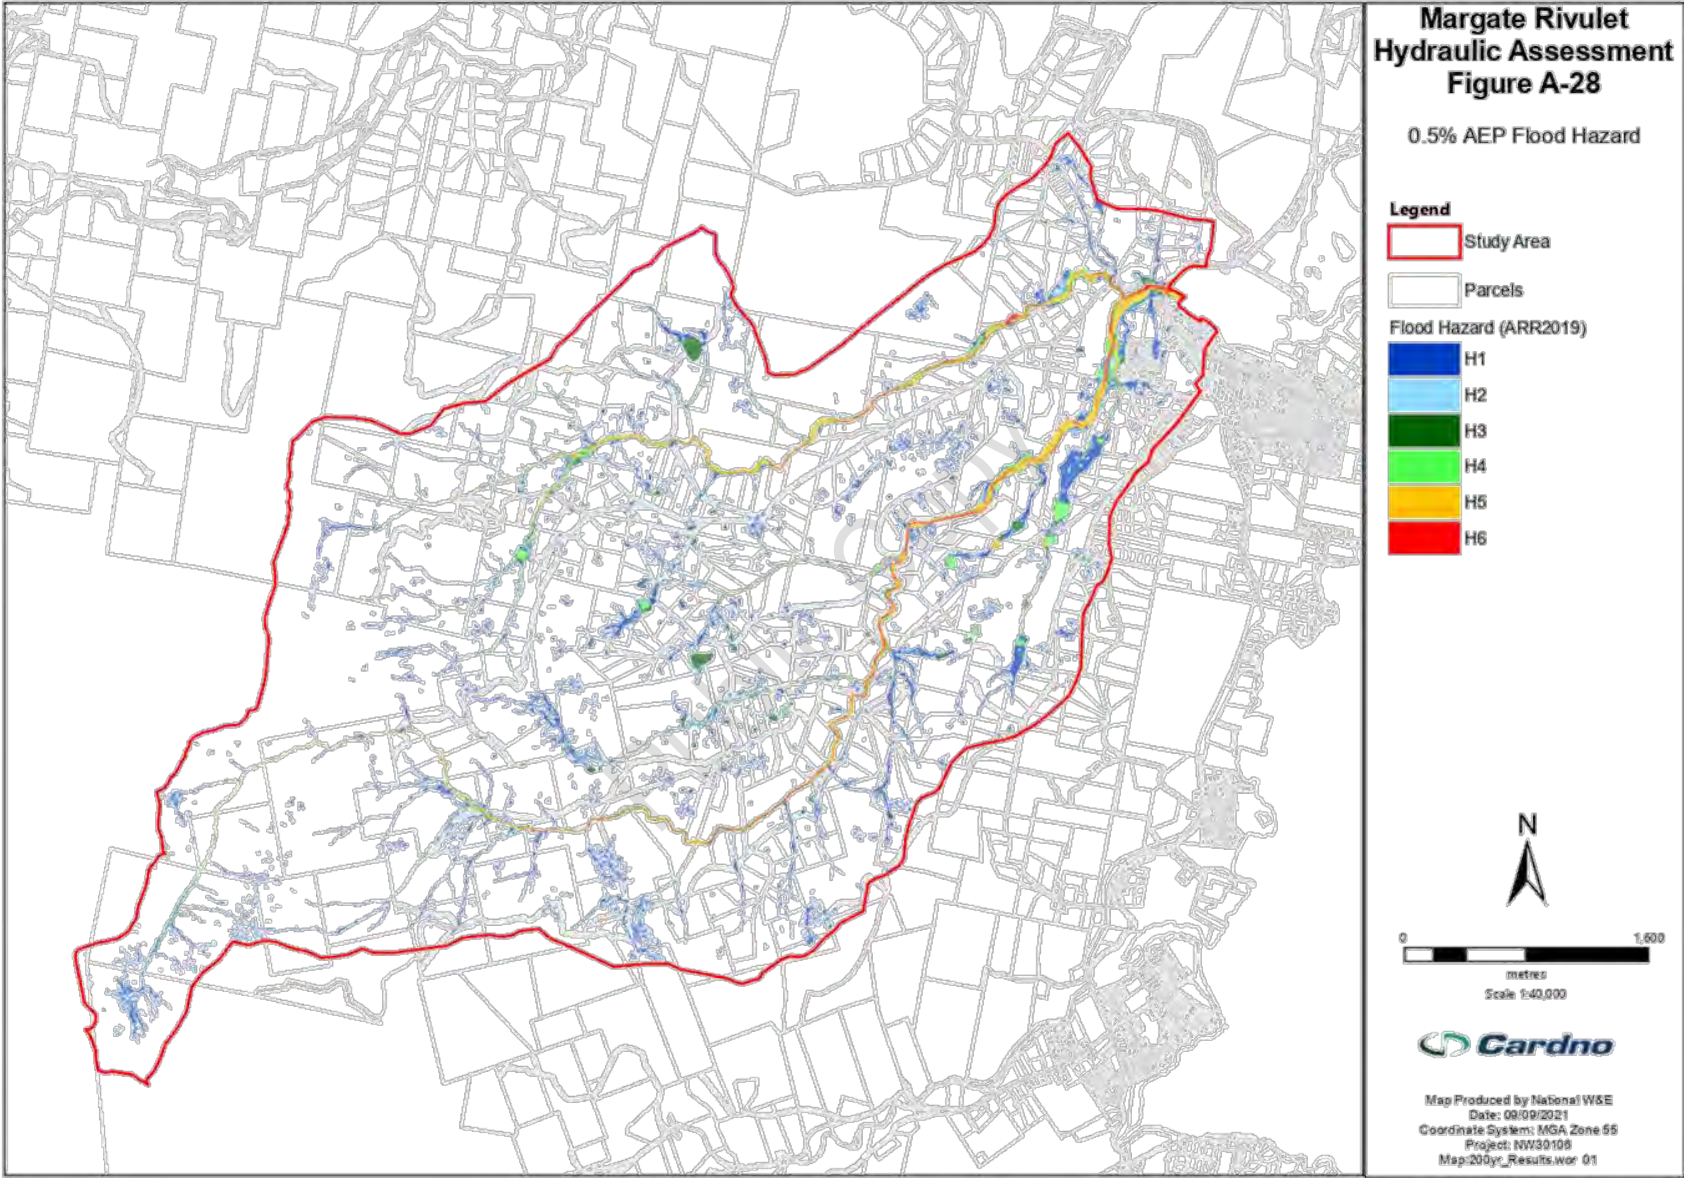 Margate Rivulet
Hydraulic Assessment
Figure A-28
0.5% AEP Flood Hazard
Legend
Study Area
Parcels
Flood Hazard (ARR2019)
H1
H2
H3
H4
H5
H6
N
0 1,600
metres
Scale 1:40,000
Cardno
Map Produced by National W&E
Date: 09/09/2021
Coordinate System: MGA Zone 55
Project: NW30106
Map:200yr_Results.wor 01